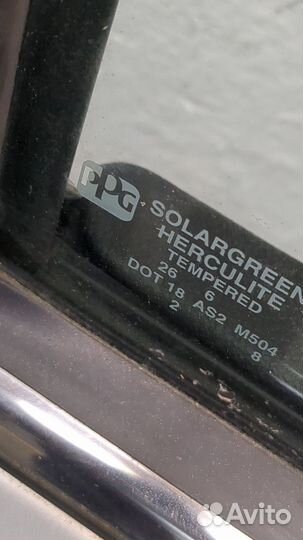 PPG
SOLARGREEN
HERCULITE
TEMPERED
26 6
DOT 18 AS2 M504
2 8
Avito